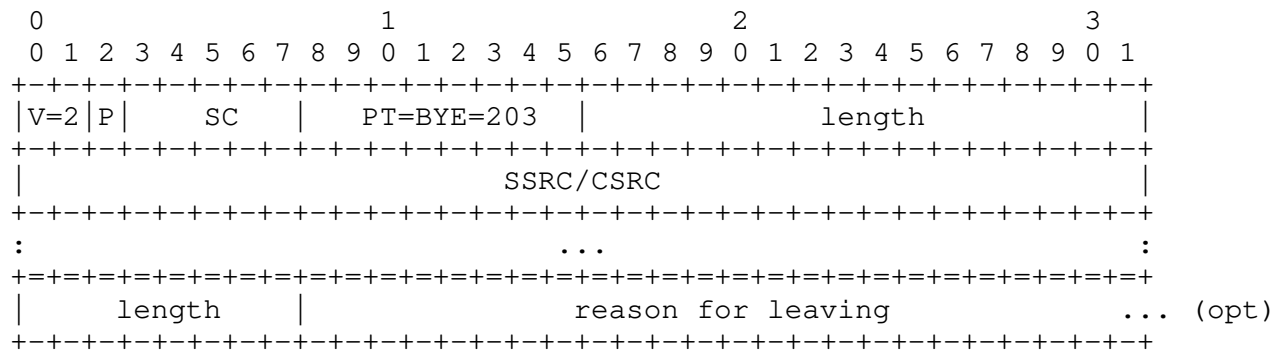 0                   1                   2                   3
 0 1 2 3 4 5 6 7 8 9 0 1 2 3 4 5 6 7 8 9 0 1 2 3 4 5 6 7 8 9 0 1
+-+-+-+-+-+-+-+-+-+-+-+-+-+-+-+-+-+-+-+-+-+-+-+-+-+-+-+-+-+-+-+-+
|V=2|P|    SC   |   PT=BYE=203  |             length            |
+-+-+-+-+-+-+-+-+-+-+-+-+-+-+-+-+-+-+-+-+-+-+-+-+-+-+-+-+-+-+-+-+
|                           SSRC/CSRC                           |
+-+-+-+-+-+-+-+-+-+-+-+-+-+-+-+-+-+-+-+-+-+-+-+-+-+-+-+-+-+-+-+-+
:                              ...                              :
+=+=+=+=+=+=+=+=+=+=+=+=+=+=+=+=+=+=+=+=+=+=+=+=+=+=+=+=+=+=+=+=+
|     length    |               reason for leaving             ... (opt)
+-+-+-+-+-+-+-+-+-+-+-+-+-+-+-+-+-+-+-+-+-+-+-+-+-+-+-+-+-+-+-+-+